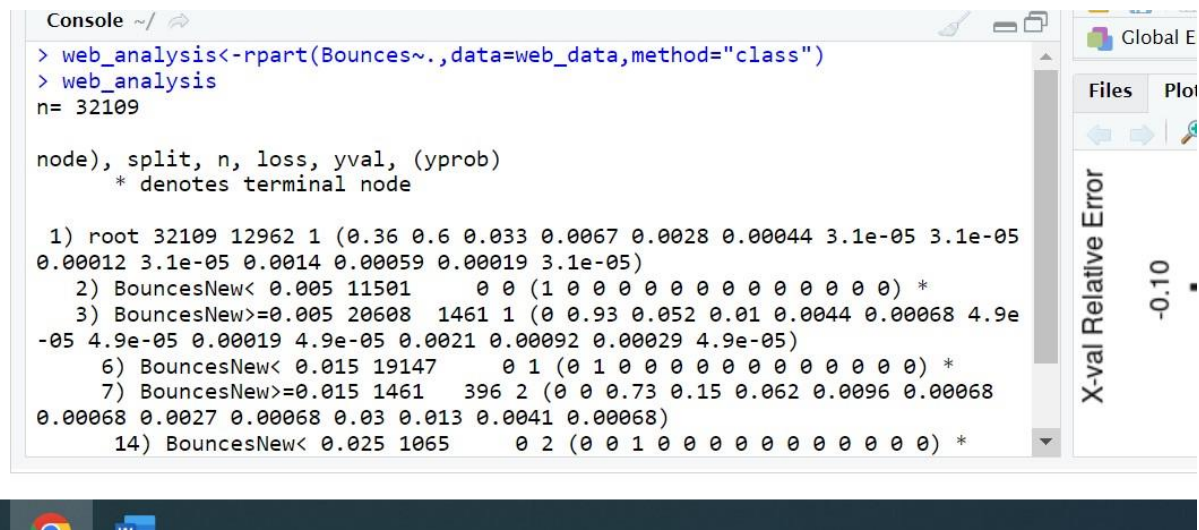 Console ~/
> web_analysis<-rpart(Bounces~.,data=web_data,method="class")
> web_analysis
n= 32109
node), split, n, loss, yval, (yprob)
* denotes terminal node
1) root 32109 12962 1 (0.36 0.6 0.033 0.0067 0.0028 0.00044 3.1e-05 3.1e-05
0.00012 3.1e-05 0.0014 0.00059 0.00019 3.1e-05)
2) BouncesNew< 0.005 11501 0 0 (1 0 0 0 0 0 0 0 0 0 0 0 0 0) *
3) BouncesNew>=0.005 20608 1461 1 (0 0.93 0.052 0.01 0.0044 0.00068 4.9e
-05 4.9e-05 0.00019 4.9e-05 0.0021 0.00092 0.00029 4.9e-05)
6) BouncesNew< 0.015 19147 0 1 (0 1 0 0 0 0 0 0 0 0 0 0 0 0) *
7) BouncesNew>=0.015 1461 396 2 (0 0 0.73 0.15 0.062 0.0096 0.00068
0.00068 0.0027 0.00068 0.03 0.013 0.0041 0.00068)
14) BouncesNew< 0.025 1065 0 2 (0 0 1 0 0 0 0 0 0 0 0 0 0 0) *
Global E
Files Plot
X-val Relative Error
-0.10